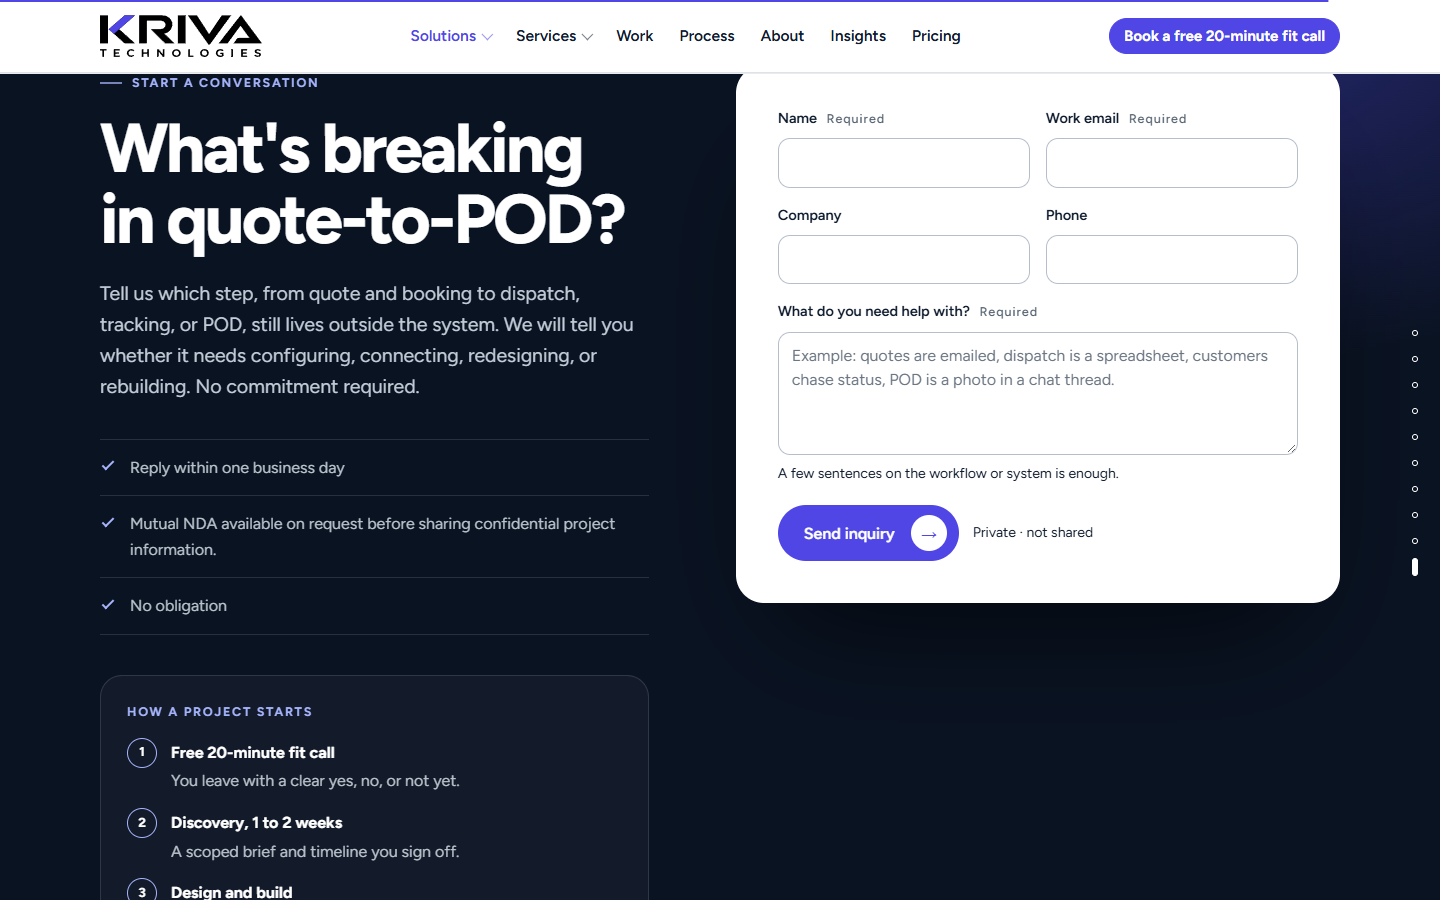 KRIVA
TECHNOLOGIES
Solutions
Services
Work
Process
About
Insights
Pricing
Book a free 20-minute fit call
START A CONVERSATION
What's breaking
in quote-to-POD?
Tell us which step, from quote and booking to dispatch,
tracking, or POD, still lives outside the system. We will tell you
whether it needs configuring, connecting, redesigning, or
rebuilding. No commitment required.
Reply within one business day
Mutual NDA available on request before sharing confidential project
information.
No obligation
HOW A PROJECT STARTS
1 Free 20-minute fit call
You leave with a clear yes, no, or not yet.
2 Discovery, 1 to 2 weeks
A scoped brief and timeline you sign off.
3 Design and build
Name Required
Work email Required
Company
Phone
What do you need help with? Required
Example: quotes are emailed, dispatch is a spreadsheet, customers
chase status, POD is a photo in a chat thread.
A few sentences on the workflow or system is enough.
Send inquiry →
Private · not shared